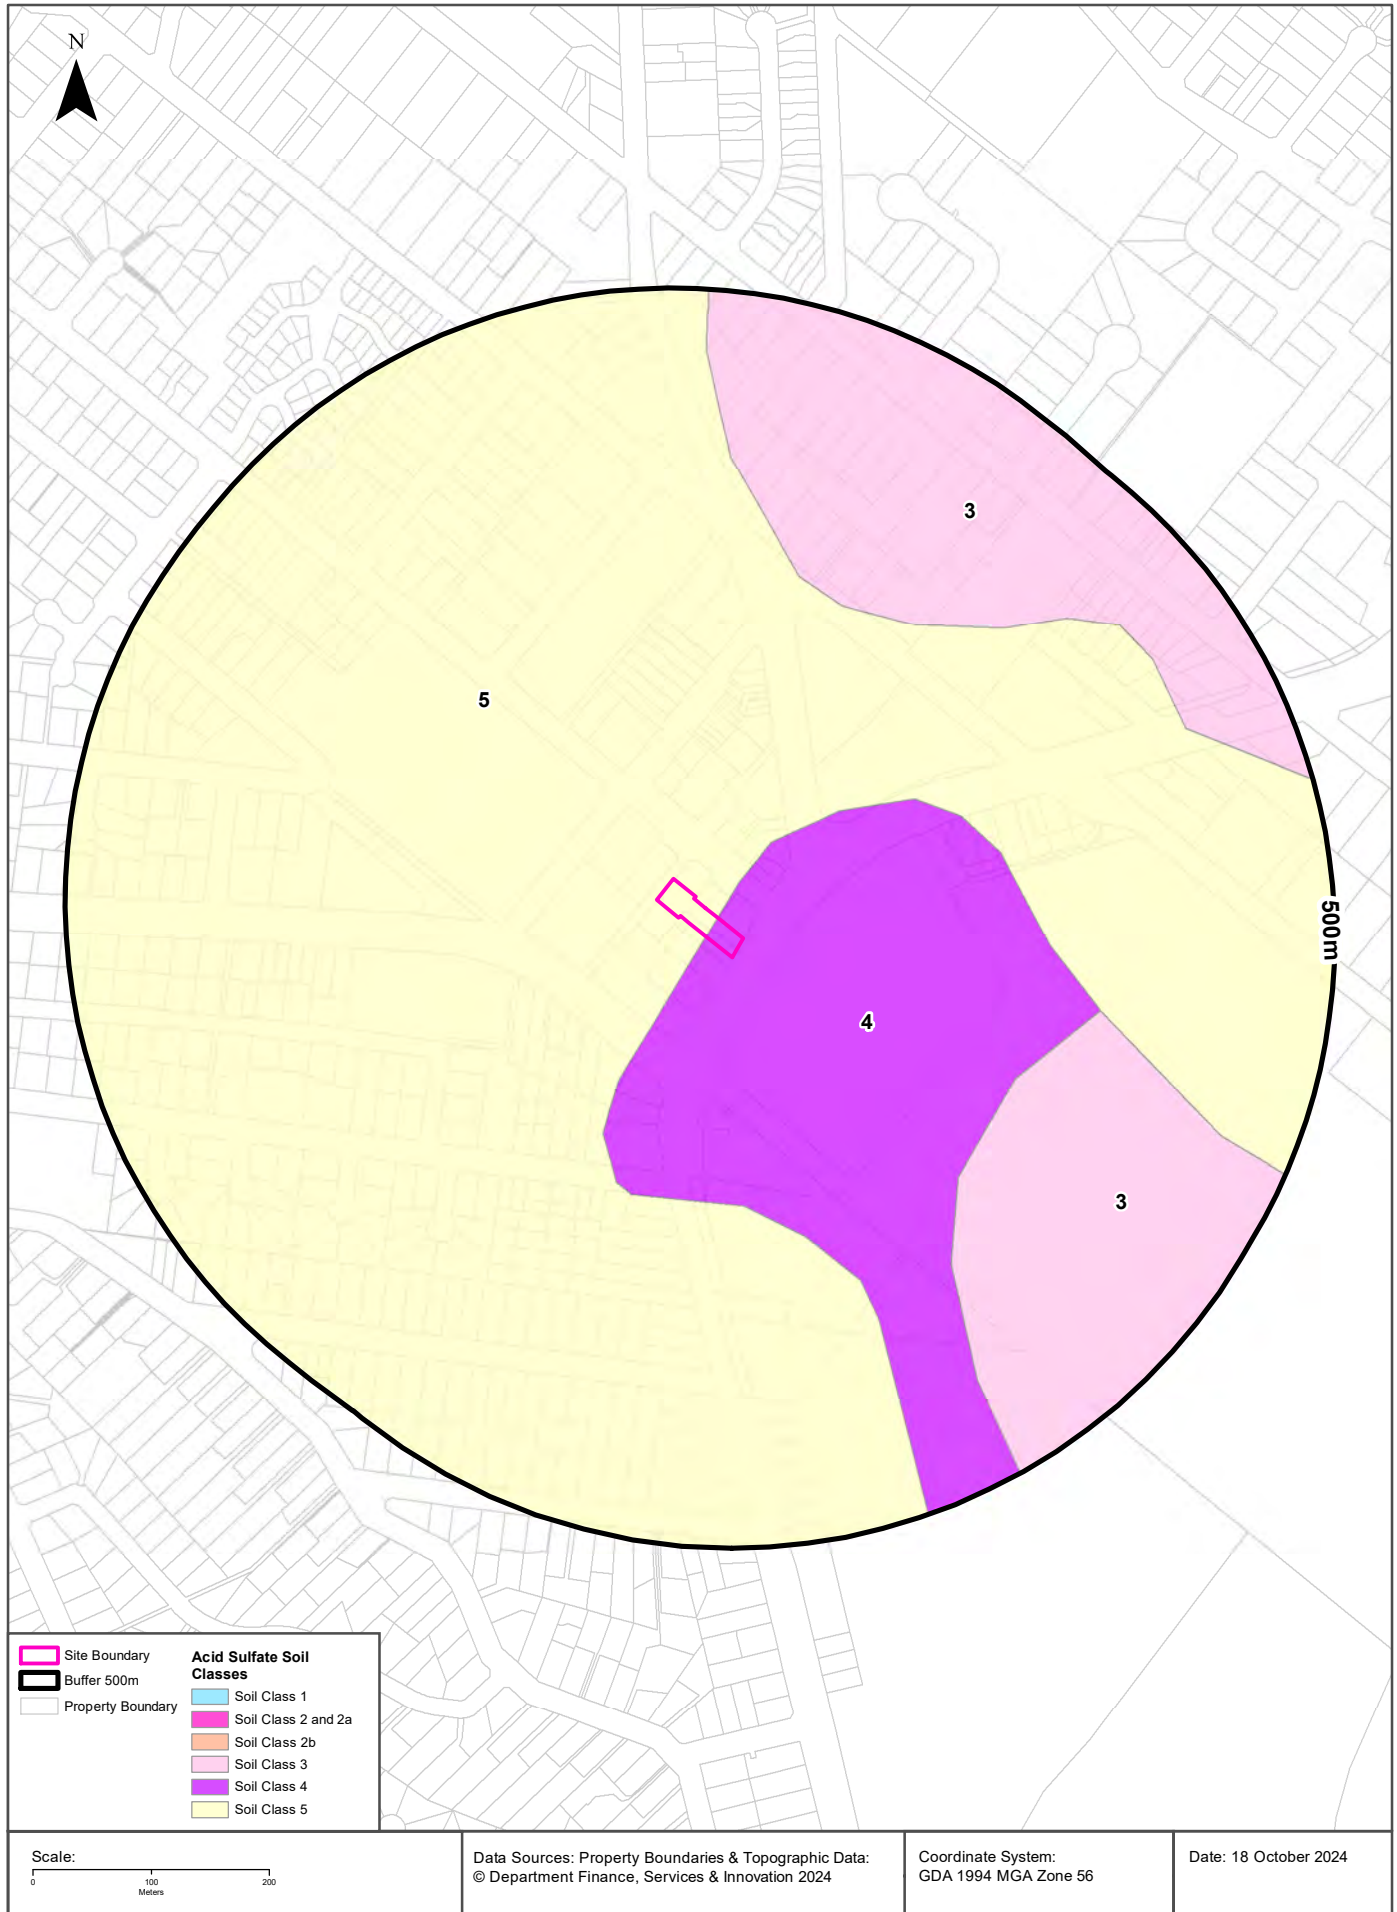 N
3
5
500m
4
3
Site Boundary
Buffer 500m
Property Boundary
Acid Sulfate Soil
Classes
Soil Class 1
Soil Class 2 and 2a
Soil Class 2b
Soil Class 3
Soil Class 4
Soil Class 5
Scale:
0 100 200
Meters
Data Sources: Property Boundaries & Topographic Data:
© Department Finance, Services & Innovation 2024
Coordinate System:
GDA 1994 MGA Zone 56
Date: 18 October 2024